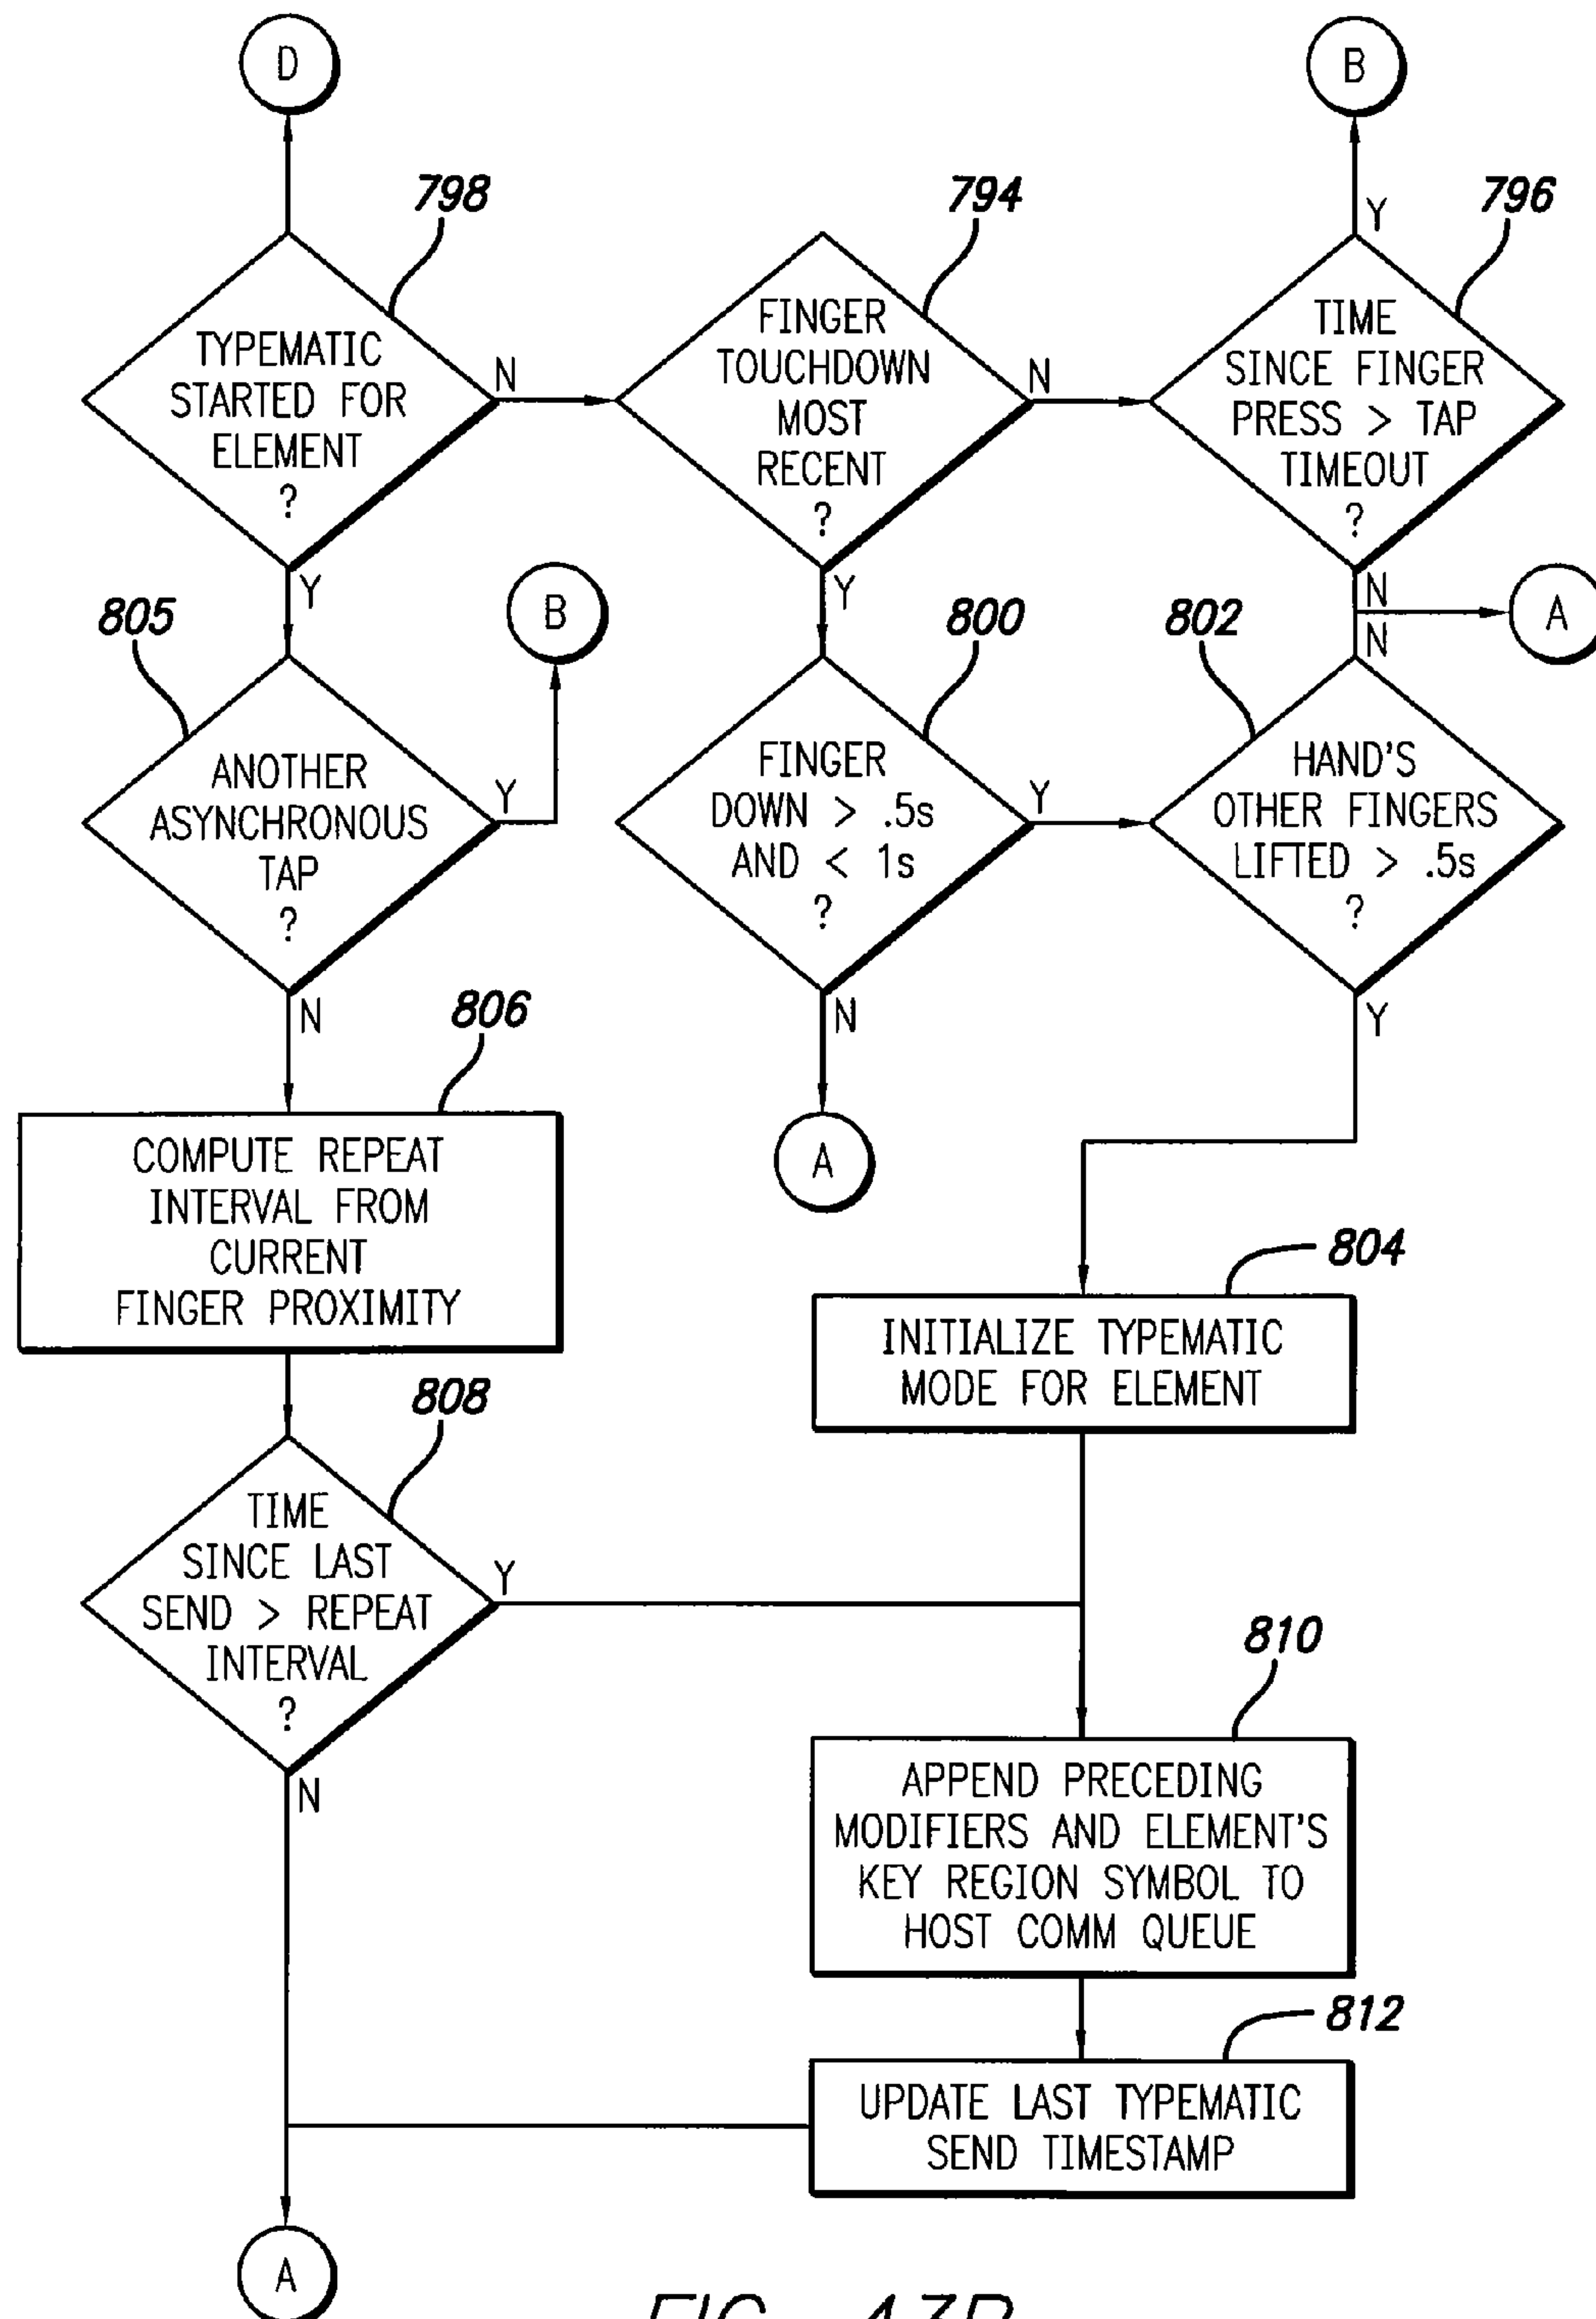 D
B
798
794
796
TYPEMATIC
STARTED FOR
ELEMENT
?
N
Y
FINGER
TOUCHDOWN
MOST
RECENT
?
N
Y
Y
TIME
SINCE FINGER
PRESS > TAP
TIMEOUT
?
N
A
805
B
800
802
ANOTHER
ASYNCHRONOUS
TAP
?
Y
N
FINGER
DOWN > .5s
AND < 1s
?
Y
N
A
N
HAND'S
OTHER FINGERS
LIFTED > .5s
?
Y
806
COMPUTE REPEAT
INTERVAL FROM
CURRENT
FINGER PROXIMITY
804
INITIALIZE TYPEMATIC
MODE FOR ELEMENT
808
TIME
SINCE LAST
SEND > REPEAT
INTERVAL
?
Y
N
810
APPEND PRECEDING
MODIFIERS AND ELEMENT'S
KEY REGION SYMBOL TO
HOST COMM QUEUE
812
UPDATE LAST TYPEMATIC
SEND TIMESTAMP
A